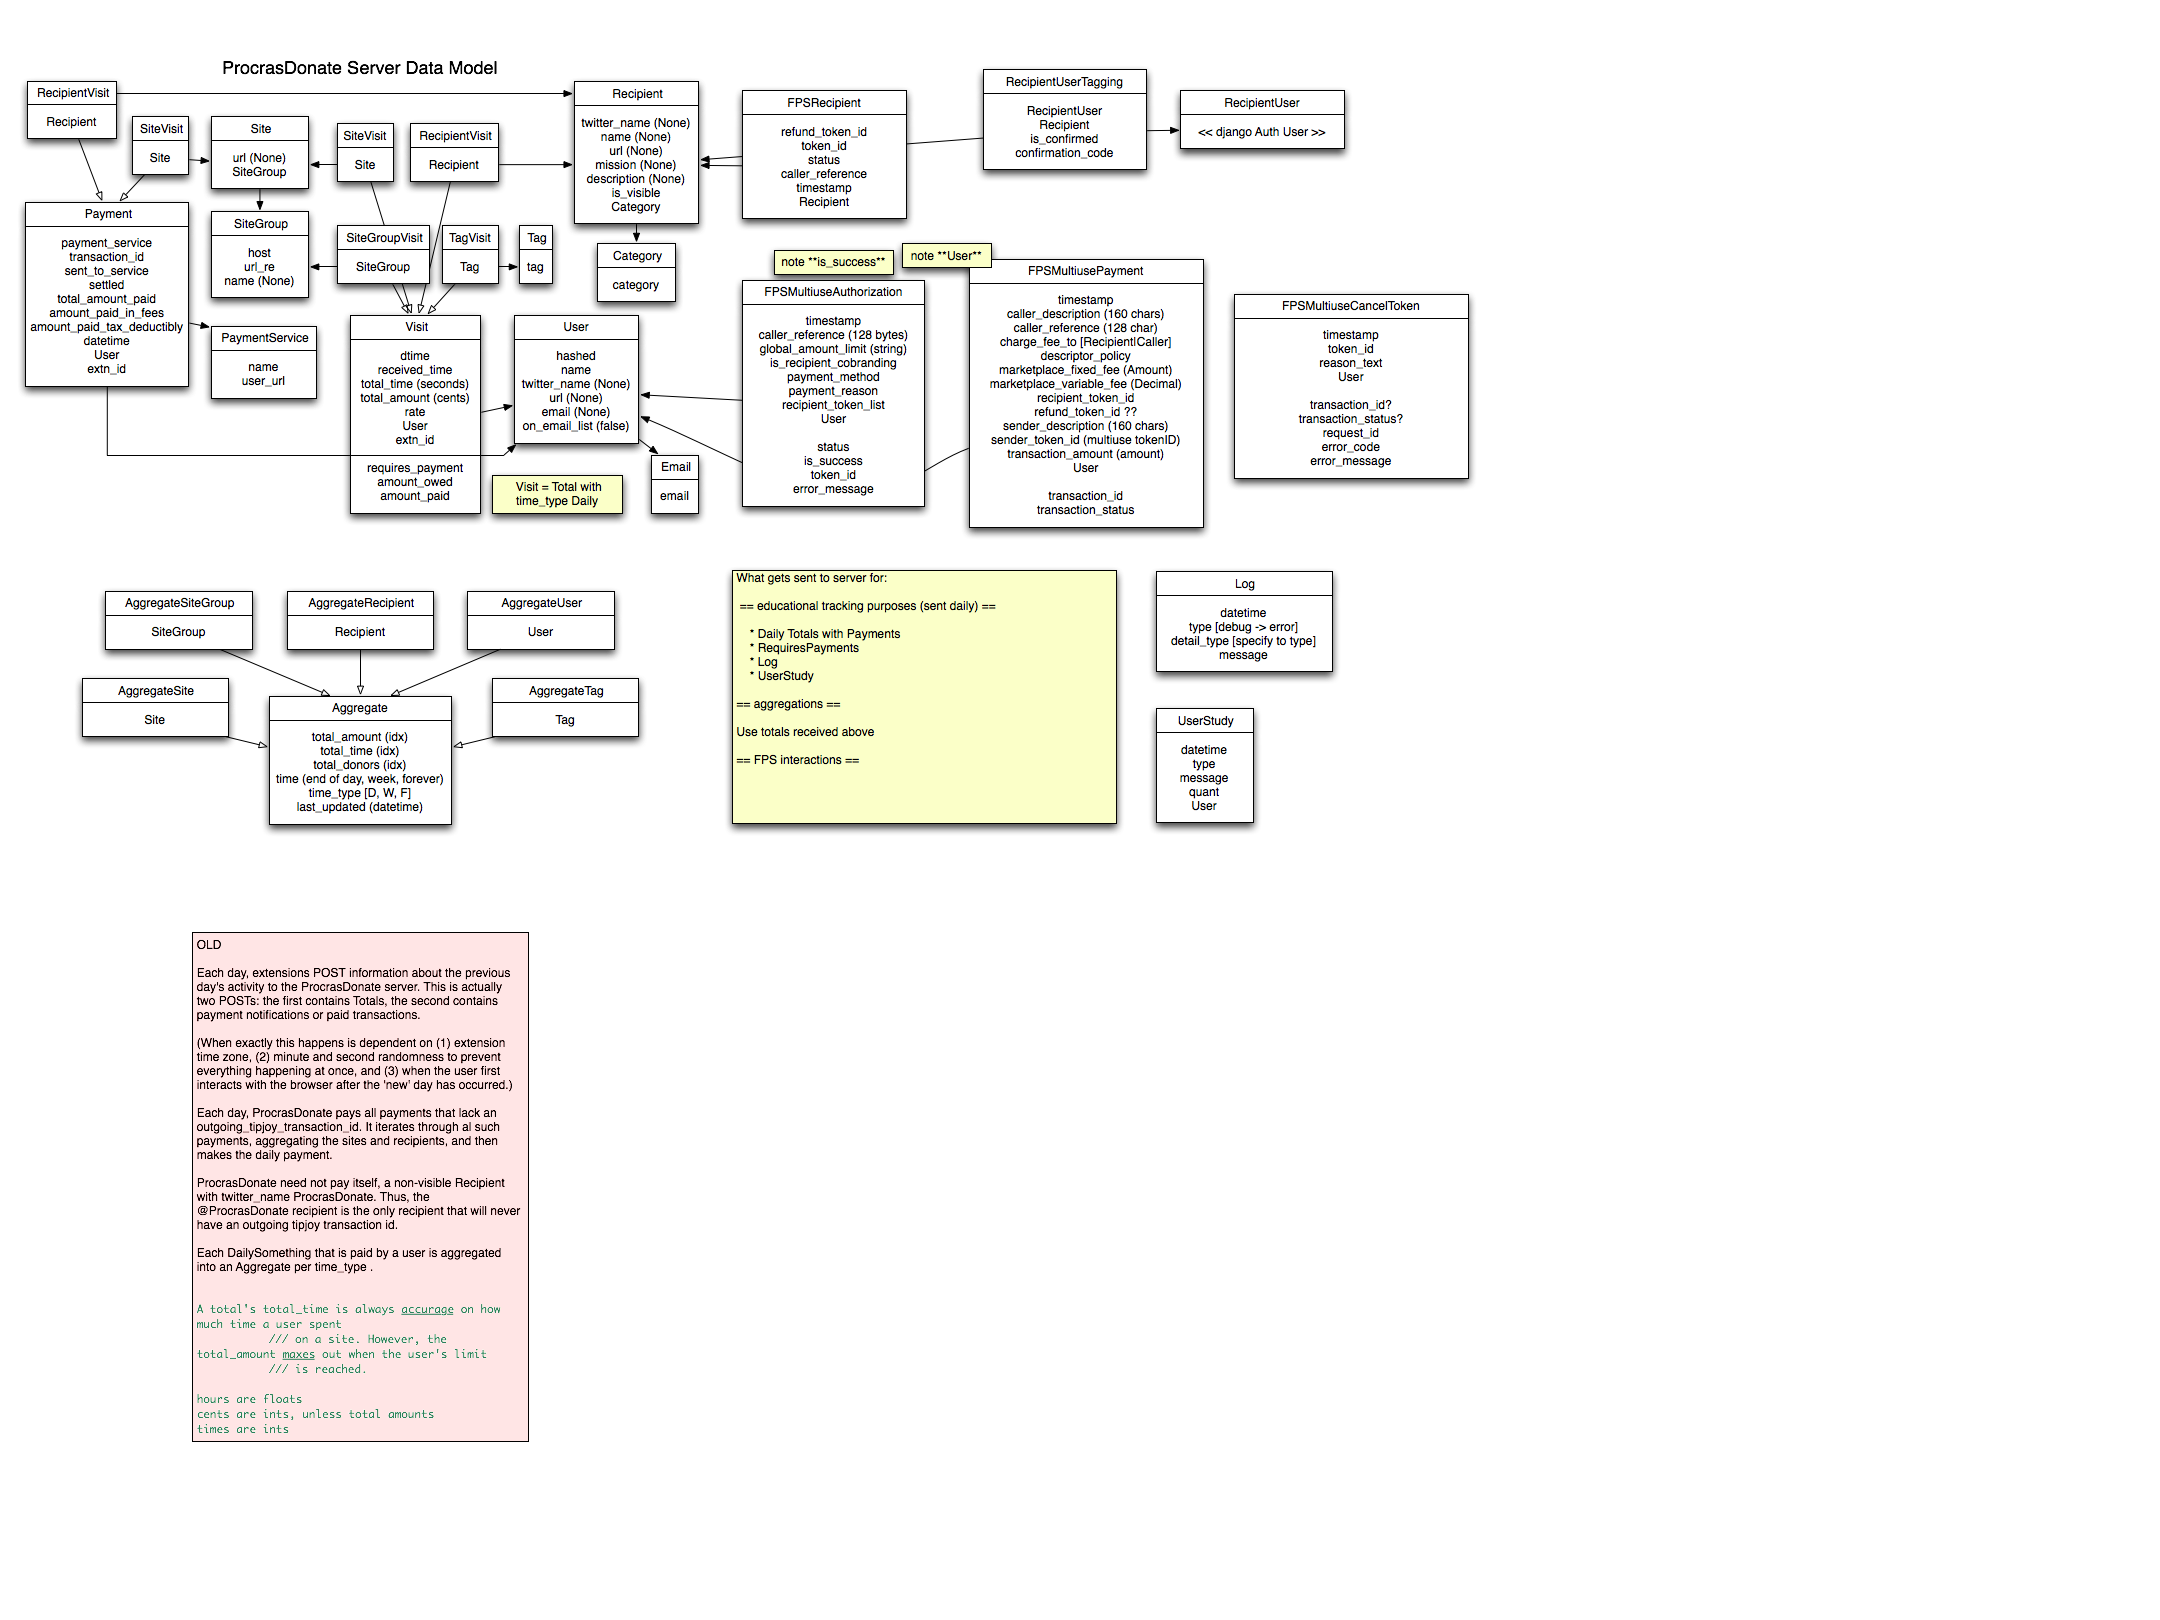 ProcrasDonate Server Data Model
RecipientVisit
Recipient
SiteVisit
Site
Site
url (None)
SiteGroup
SiteVisit
Site
RecipientVisit
Recipient
Recipient
twitter_name (None)
name (None)
url (None)
mission (None)
description (None)
is_visible
Category
FPSRecipient
refund_token_id
token_id
status
caller_reference
timestamp
Recipient
RecipientUserTagging
RecipientUser
Recipient
is_confirmed
confirmation_code
RecipientUser
<< django Auth User >>
Payment
payment_service
transaction_id
sent_to_service
settled
total_amount_paid
amount_paid_in_fees
amount_paid_tax_deductibly
datetime
User
extn_id
SiteGroup
host
url_re
name (None)
SiteGroupVisit
SiteGroup
TagVisit
Tag
Tag
tag
Category
category
PaymentService
name
user_url
Visit
dtime
received_time
total_time (seconds)
total_amount (cents)
rate
User
extn_id
requires_payment
amount_owed
amount_paid
User
hashed
name
twitter_name (None)
url (None)
email (None)
on_email_list (false)
Visit = Total with
time_type Daily
Email
email
note **is_success**
note **User**
FPSMultiuseAuthorization
timestamp
caller_reference (128 bytes)
global_amount_limit (string)
is_recipient_cobranding
payment_method
payment_reason
recipient_token_list
User
status
is_success
token_id
error_message
FPSMultiusePayment
timestamp
caller_description (160 chars)
caller_reference (128 char)
charge_fee_to [Recipient|Caller]
descriptor_policy
marketplace_fixed_fee (Amount)
marketplace_variable_fee (Decimal)
recipient_token_id
refund_token_id ??
sender_description (160 chars)
sender_token_id (multiuse tokenID)
transaction_amount (amount)
User
transaction_id
transaction_status
FPSMultiuseCancelToken
timestamp
token_id
reason_text
User
transaction_id?
transaction_status?
request_id
error_code
error_message
AggregateSiteGroup
SiteGroup
AggregateRecipient
Recipient
AggregateUser
User
AggregateSite
Site
Aggregate
total_amount (idx)
total_time (idx)
total_donors (idx)
time (end of day, week, forever)
time_type [D, W, F]
last_updated (datetime)
AggregateTag
Tag
What gets sent to server for:
== educational tracking purposes (sent daily) ==
* Daily Totals with Payments
* RequiresPayments
* Log
* UserStudy
== aggregations ==
Use totals received above
== FPS interactions ==
Log
datetime
type [debug -> error]
detail_type [specify to type]
message
UserStudy
datetime
type
message
quant
User
OLD
Each day, extensions POST information about the previous
day's activity to the ProcrasDonate server. This is actually
two POSTs: the first contains Totals, the second contains
payment notifications or paid transactions.
(When exactly this happens is dependent on (1) extension
time zone, (2) minute and second randomness to prevent
everything happening at once, and (3) when the user first
interacts with the browser after the 'new' day has occurred.)
Each day, ProcrasDonate pays all payments that lack an
outgoing_tipjoy_transaction_id. It iterates through al such
payments, aggregating the sites and recipients, and then
makes the daily payment.
ProcrasDonate need not pay itself, a non-visible Recipient
with twitter_name ProcrasDonate. Thus, the
@ProcrasDonate recipient is the only recipient that will never
have an outgoing tipjoy transaction id.
Each DailySomething that is paid by a user is aggregated
into an Aggregate per time_type .
A total's total_time is always accurage on how
much time a user spent
/// on a site. However, the
total_amount maxes out when the user's limit
/// is reached.
hours are floats
cents are ints, unless total amounts
times are ints